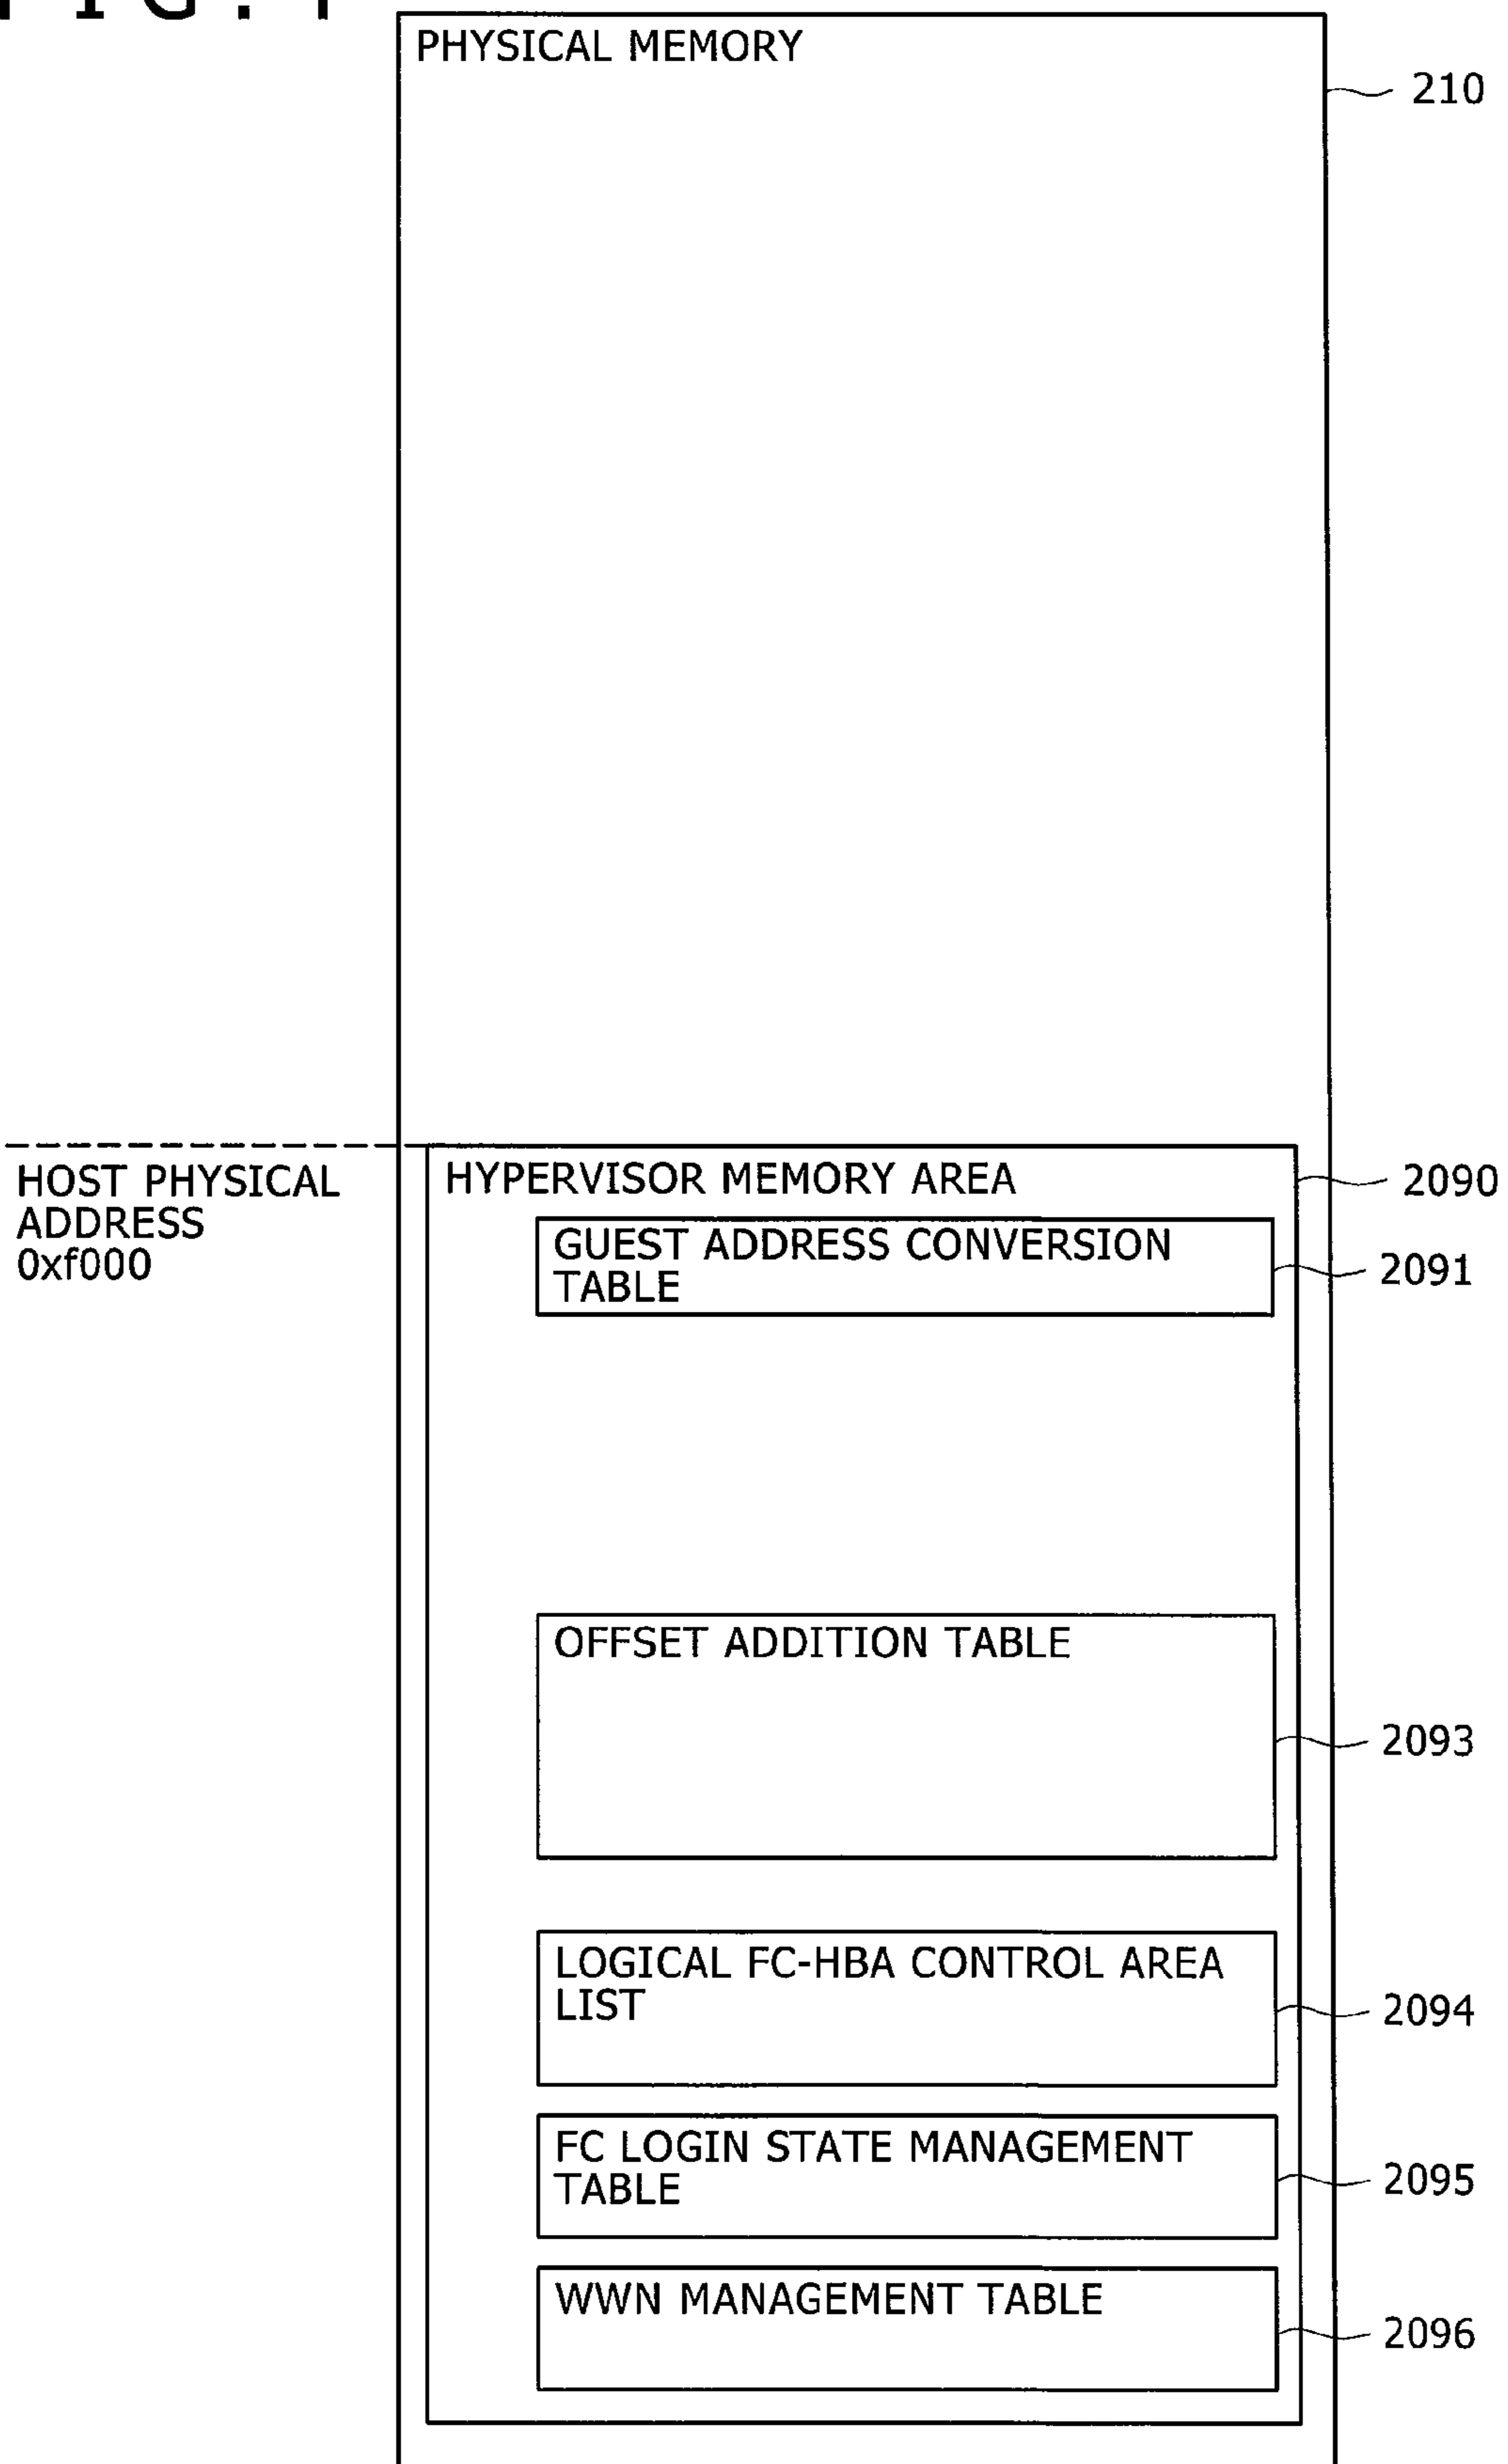 PHYSICAL MEMORY
210
HOST PHYSICAL
ADDRESS
0xf000
HYPERVISOR MEMORY AREA
2090
GUEST ADDRESS CONVERSION
TABLE
2091
OFFSET ADDITION TABLE
2093
LOGICAL FC-HBA CONTROL AREA
LIST
2094
FC LOGIN STATE MANAGEMENT
TABLE
2095
WWN MANAGEMENT TABLE
2096